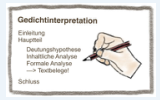 Gedichtinterpretation
Einleitung
Hauptteil
Deutungshypothese
Inhaltliche Analyse
Formale Analyse
---> Textbelege!
Schluss